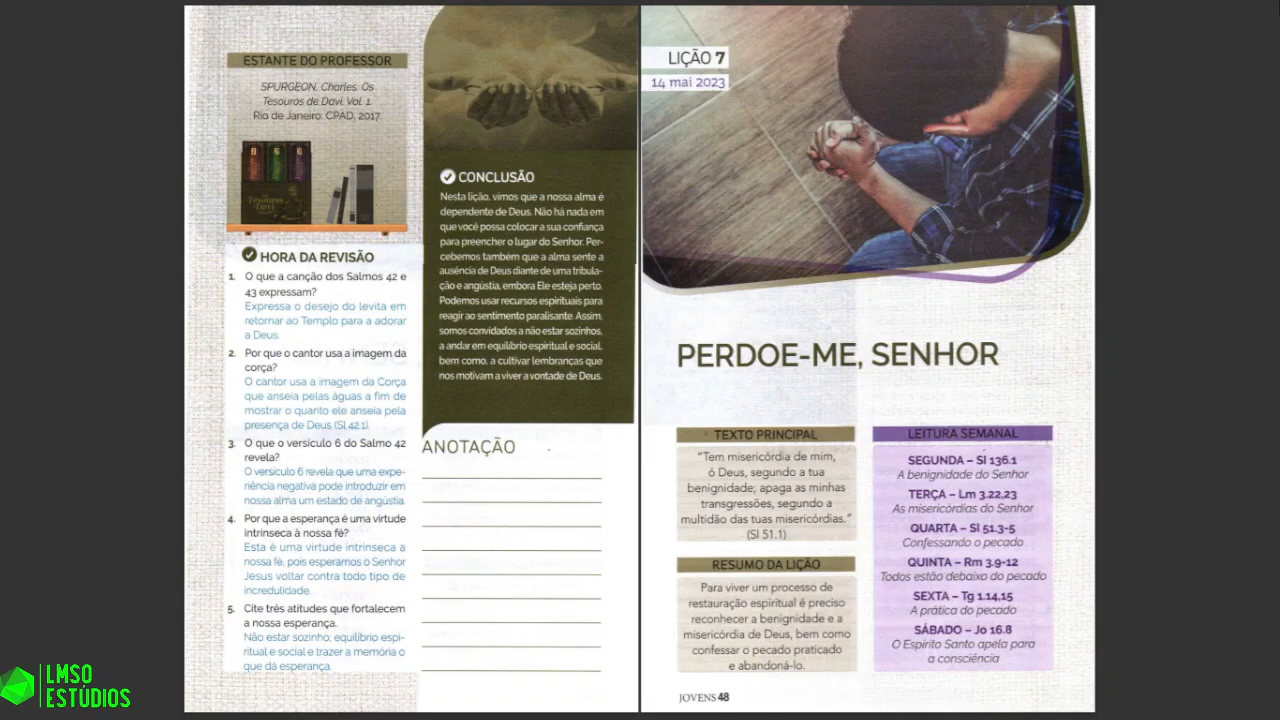 ESTANTE DO PROFESSOR
SPURGEON, Charles. Os
Tesouros de Davi. Vol. 1.
Rio de Janeiro: CPAD, 2017.
Tesouros
de Davi
HORA DA REVISÃO
1. O que a canção dos Salmos 42 e
43 expressam?
Expressa o desejo do levita em
retornar ao Templo para a adorar
a Deus.
2. Por que o cantor usa a imagem da
corça?
O cantor usa a imagem da Corça
que anseia pelas águas a fim de
mostrar o quanto ele anseia pela
presença de Deus (Sl 42.1).
3. O que o versículo 6 do Salmo 42
revela?
O versículo 6 revela que uma expe-
riência negativa pode introduzir em
nossa alma um estado de angústia.
4. Por que a esperança é uma virtude
intrínseca à nossa fé?
Esta é uma virtude intrínseca a
nossa fé, pois esperamos o Senhor
Jesus voltar contra todo tipo de
incredulidade.
5. Cite três atitudes que fortalecem
a nossa esperança.
Não estar sozinho; equilíbrio espi-
ritual e social e trazer a memória o
que dá esperança.
CONCLUSÃO
Nesta lição, vimos que a nossa alma é
dependente de Deus. Não há nada em
que você possa colocar a sua confiança
para preencher o lugar do Senhor. Per-
cebemos também que a alma sente a
ausência de Deus diante de uma tribula-
ção e angústia, embora Ele esteja perto.
Podemos usar recursos espirituais para
reagir ao sentimento paralisante. Assim,
somos convidados a não estar sozinhos,
a andar em equilíbrio espiritual e social,
bem como, a cultivar lembranças que
nos motivam a viver a vontade de Deus.
ANOTAÇÃO
LIÇÃO 7
14 mai 2023
PERDOE-ME, SENHOR
TEXTO PRINCIPAL
“Tem misericórdia de mim,
ó Deus, segundo a tua
benignidade; apaga as minhas
transgressões, segundo a
multidão das tuas misericórdias.”
(Sl 51.1)
RESUMO DA LIÇÃO
Para viver um processo de
restauração espiritual é preciso
reconhecer a benignidade e a
misericórdia de Deus, bem como
confessar o pecado praticado
e abandoná-lo.
LEITURA SEMANAL
SEGUNDA – Sl 136.1
A benignidade do Senhor
TERÇA – Lm 3.22,23
As misericórdias do Senhor
QUARTA – Sl 51.3-5
Confessando o pecado
QUINTA – Rm 3.9-12
Todos estão debaixo do pecado
SEXTA – Tg 1.14,15
A prática do pecado
SÁBADO – Jo 16.8
O Espírito Santo apela para
a consciência
JOVENS 48
LMSO
ESTÚDIOS